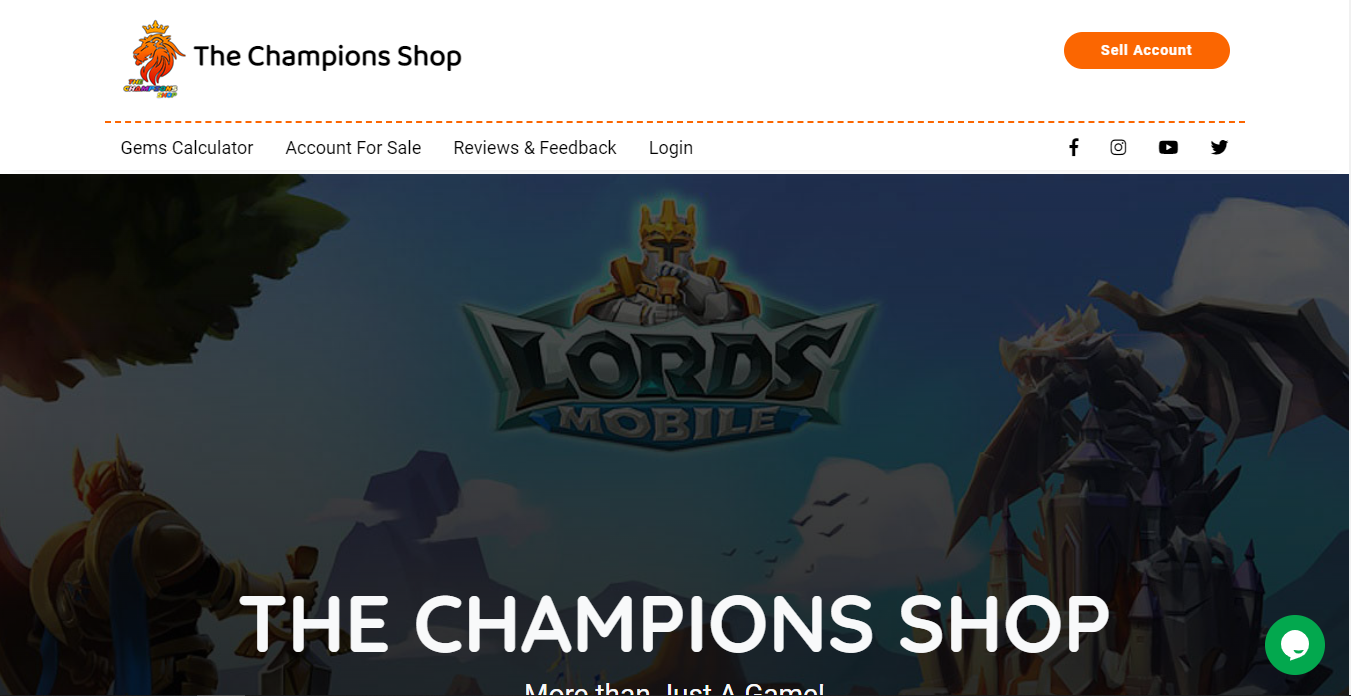 THE
CHAMPIONS
SHOP
The Champions Shop
Sell Account
Gems Calculator Account For Sale Reviews & Feedback Login
LORDS
MOBILE
THE CHAMPIONS SHOP
More than Just A Game!